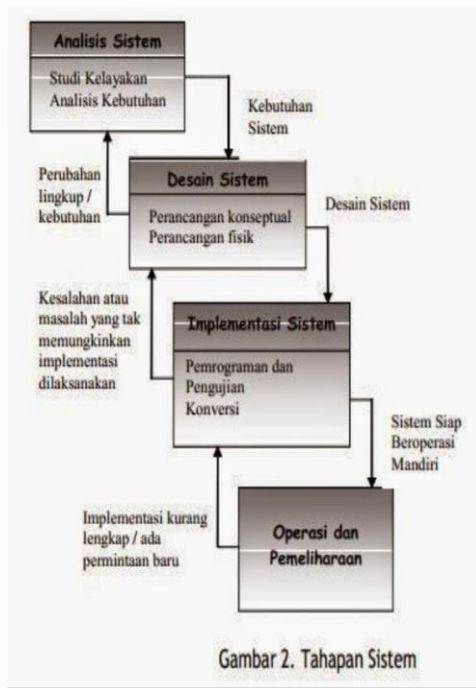 Analisis Sistem
Studi Kelayakan
Analisis Kebutuhan
Kebutuhan
Sistem
Perubahan
lingkup /
kebutuhan
Desain Sistem
Perancangan konseptual
Perancangan fisik
Desain Sistem
Kesalahan atau
masalah yang tak
memungkinkan
implementasi
dilaksanakan
Implementasi Sistem
Pemrograman dan
Pengujian
Konversi
Sistem Siap
Beroperasi
Mandiri
Implementasi kurang
lengkap / ada
permintaan baru
Operasi dan
Pemeliharaan
Gambar 2. Tahapan Sistem